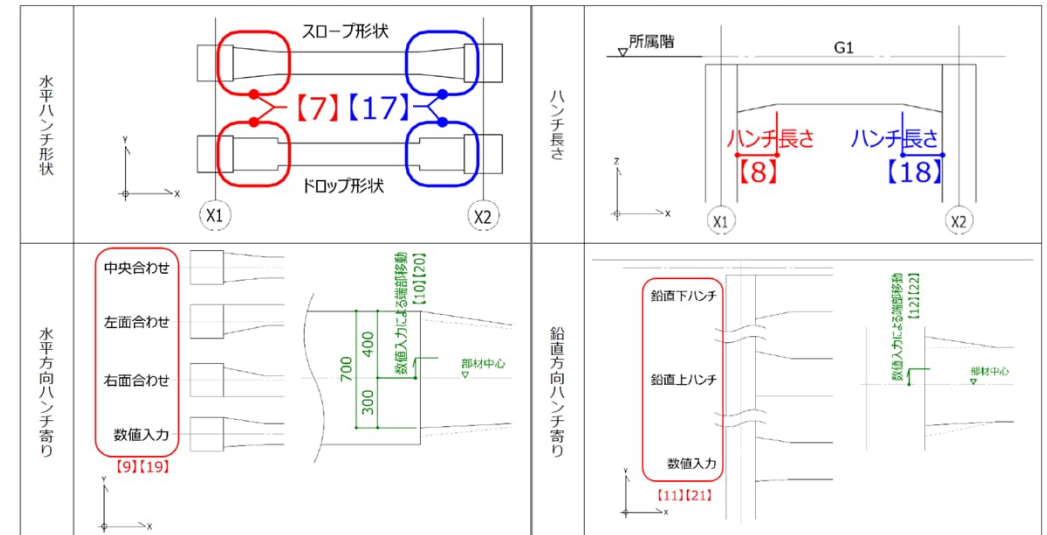 水平ハンチ形状
スロープ形状
【7】【17】
ドロップ形状
Y
X
X1
X2
ハンチ長さ
所属階
G1
ハンチ長さ
【8】
ハンチ長さ
【18】
Z
X
X1
X2
水平方向ハンチ寄り
中央合わせ
左面合わせ
右面合わせ
数値入力
【9】【19】
700
400
300
数値入力による端部移動
【10】【20】
部材中心
Y
X
鉛直方向ハンチ寄り
鉛直下ハンチ
鉛直上ハンチ
数値入力
【11】【21】
数値入力による端部移動
【12】【22】
部材中心
Y
X